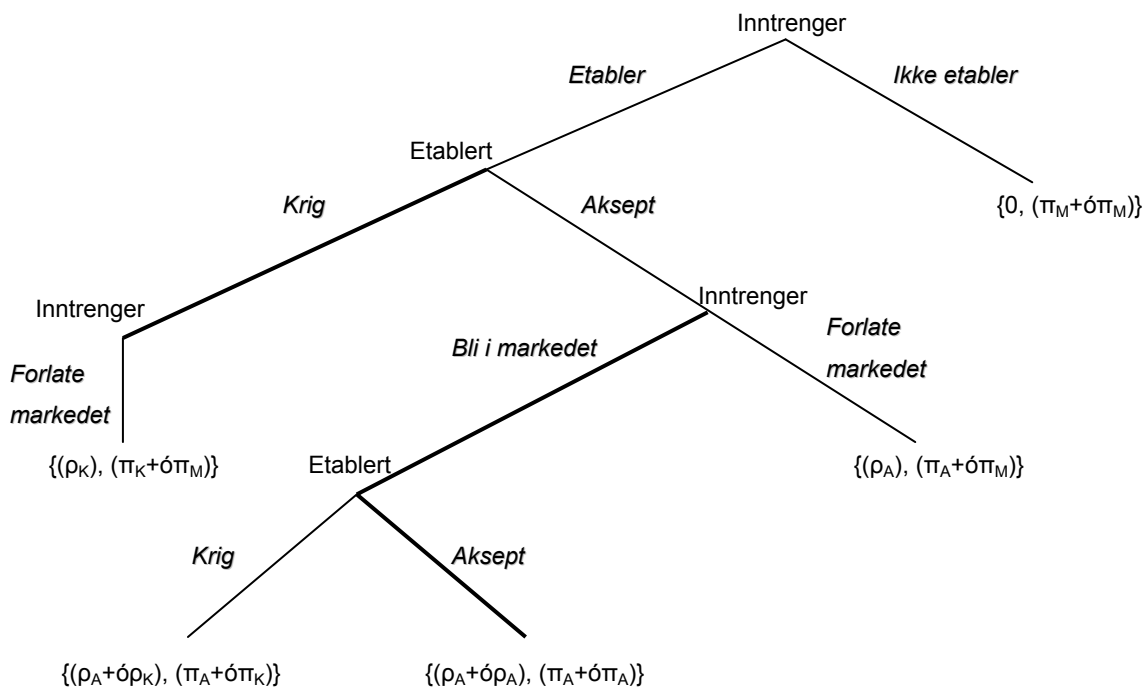 Inntrenger
Etabler
Ikke etabler
Etablert
Krig
Aksept
{0, (π_M+óπ_M)}
Inntrenger
Inntrenger
Bli i markedet
Forlate
markedet
Forlate
markedet
{(ρ_K), (π_K+óπ_M)}
Etablert
{(ρ_A), (π_A+óπ_M)}
Krig
Aksept
{(ρ_A+óρ_K), (π_A+óπ_K)}
{(ρ_A+óρ_A), (π_A+óπ_A)}